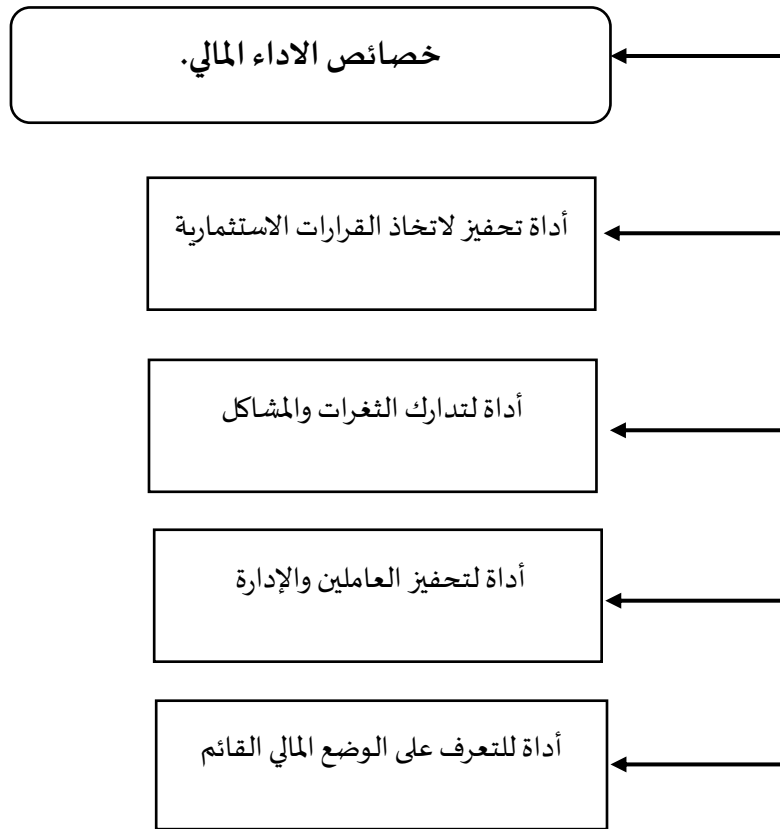 خصائص الاداء المالي.
أداة تحفيز لاتخاذ القرارات الاستثمارية
أداة لتدارك الثغرات والمشاكل
أداة لتحفيز العاملين والإدارة
أداة للتعرف على الوضع المالي القائم